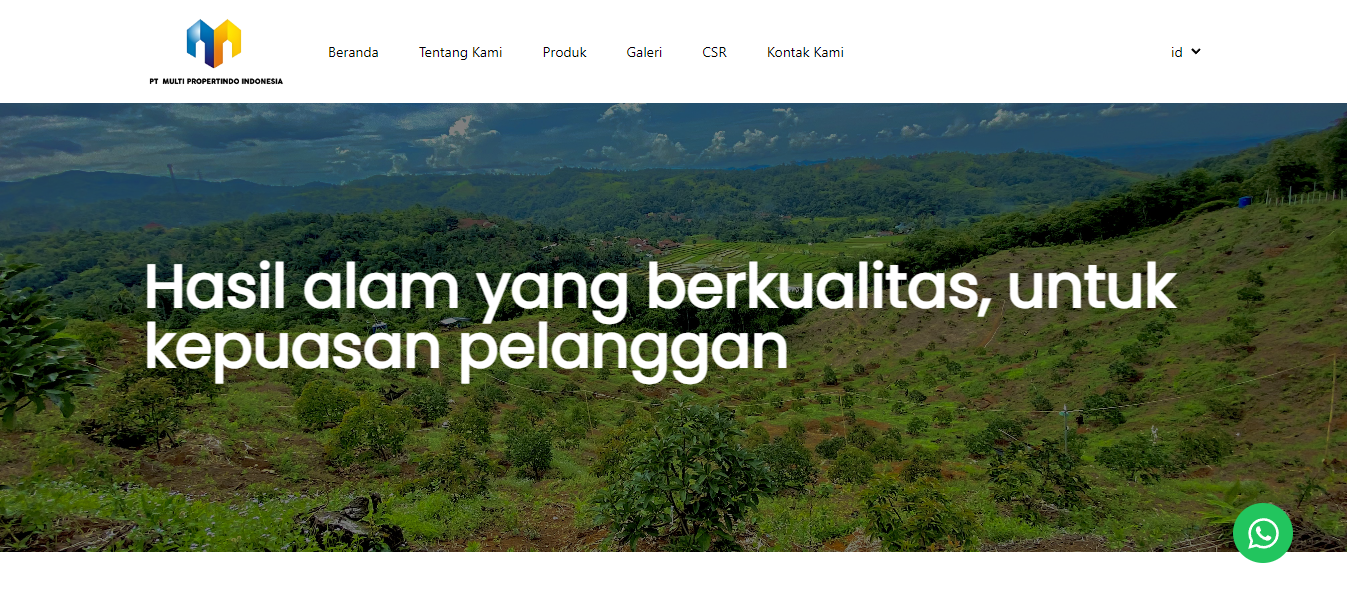 PT MULTI PROPERTINDO INDONESIA
Beranda
Tentang Kami
Produk
Galeri
CSR
Kontak Kami
id
Hasil alam yang berkualitas, untuk
kepuasan pelanggan